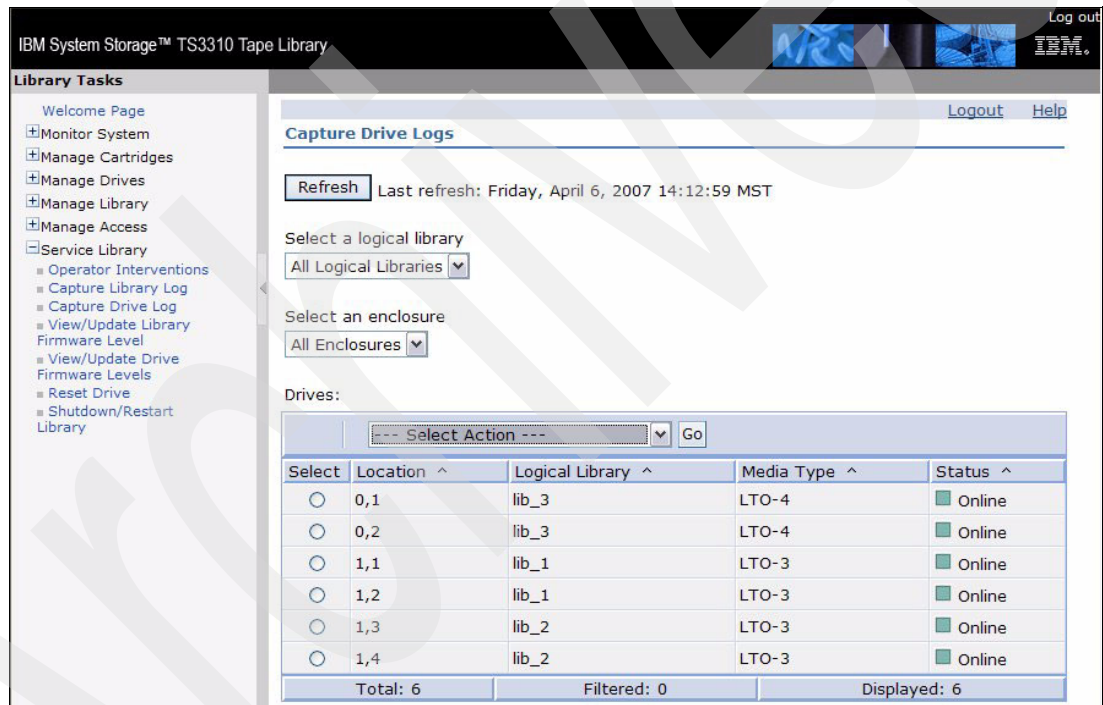 Log out
IBM System Storage™ TS3310 Tape Library
IBM.
Library Tasks
Welcome Page
Monitor System
Manage Cartridges
Manage Drives
Manage Library
Manage Access
Service Library
Operator Interventions
Capture Library Log
Capture Drive Log
View/Update Library
Firmware Level
View/Update Drive
Firmware Levels
Reset Drive
Shutdown/Restart
Library
Logout Help
Capture Drive Logs
Refresh Last refresh: Friday, April 6, 2007 14:12:59 MST
Select a logical library
All Logical Libraries
Select an enclosure
All Enclosures
Drives:
--- Select Action --- Go
Select Location ^ Logical Library ^ Media Type ^ Status ^
0,1 lib_3 LTO-4 Online
0,2 lib_3 LTO-4 Online
1,1 lib_1 LTO-3 Online
1,2 lib_1 LTO-3 Online
1,3 lib_2 LTO-3 Online
1,4 lib_2 LTO-3 Online
Total: 6 Filtered: 0 Displayed: 6